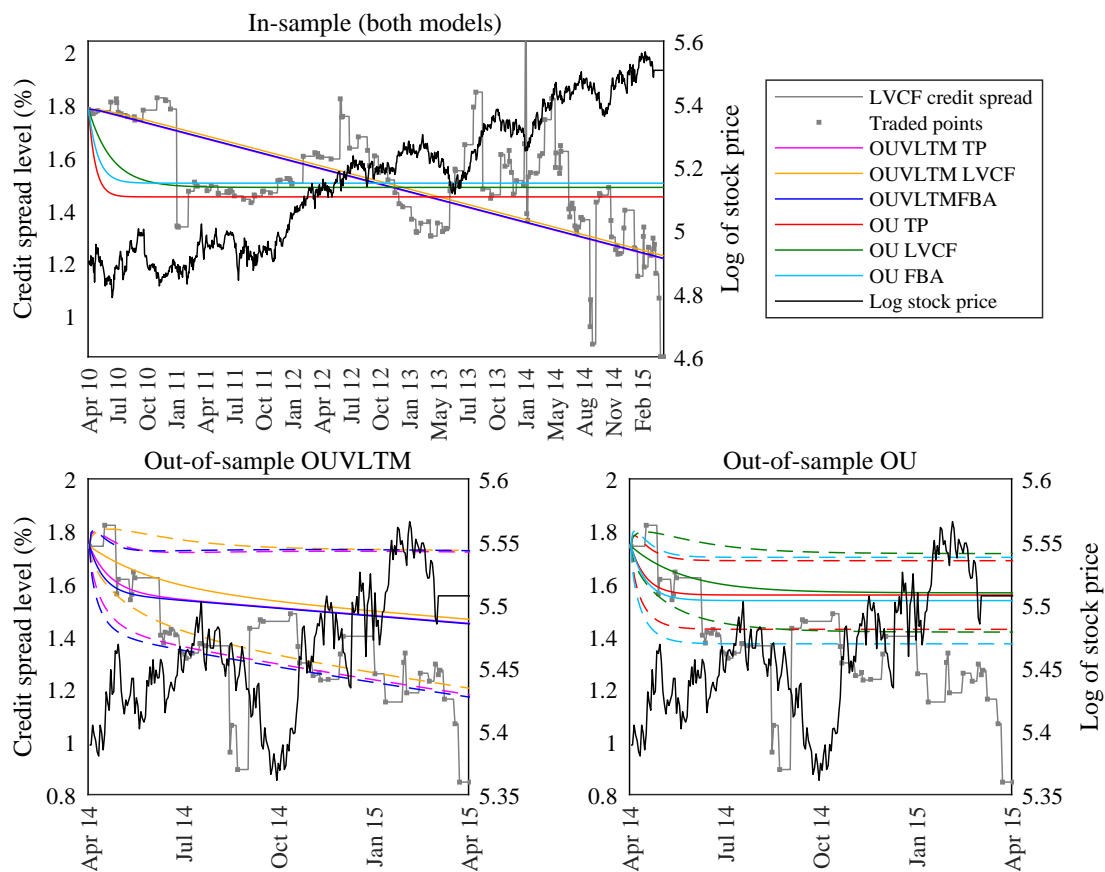 In-sample (both models)
Credit spread level (%)
2
1.8
1.6
1.4
1.2
1
5.6
5.4
5.2
5
4.8
4.6
Log of stock price
Apr 10
Jul 10
Oct 10
Jan 11
Apr 11
Jul 11
Oct 11
Jan 12
Apr 12
Jul 12
Oct 12
Jan 13
May 13
Jul 13
Oct 13
Jan 14
May 14
Aug 14
Nov 14
Feb 15
LVCF credit spread
Traded points
OUVLTM TP
OUVLTM LVCF
OUVLTMFBA
OU TP
OU LVCF
OU FBA
Log stock price
Out-of-sample OUVLTM
Credit spread level (%)
2
1.8
1.6
1.4
1.2
1
0.8
5.6
5.55
5.5
5.45
5.4
5.35
Apr 14
Jul 14
Oct 14
Jan 15
Apr 15
Out-of-sample OU
2
1.8
1.6
1.4
1.2
1
0.8
5.6
5.55
5.5
5.45
5.4
5.35
Log of stock price
Apr 14
Jul 14
Oct 14
Jan 15
Apr 15